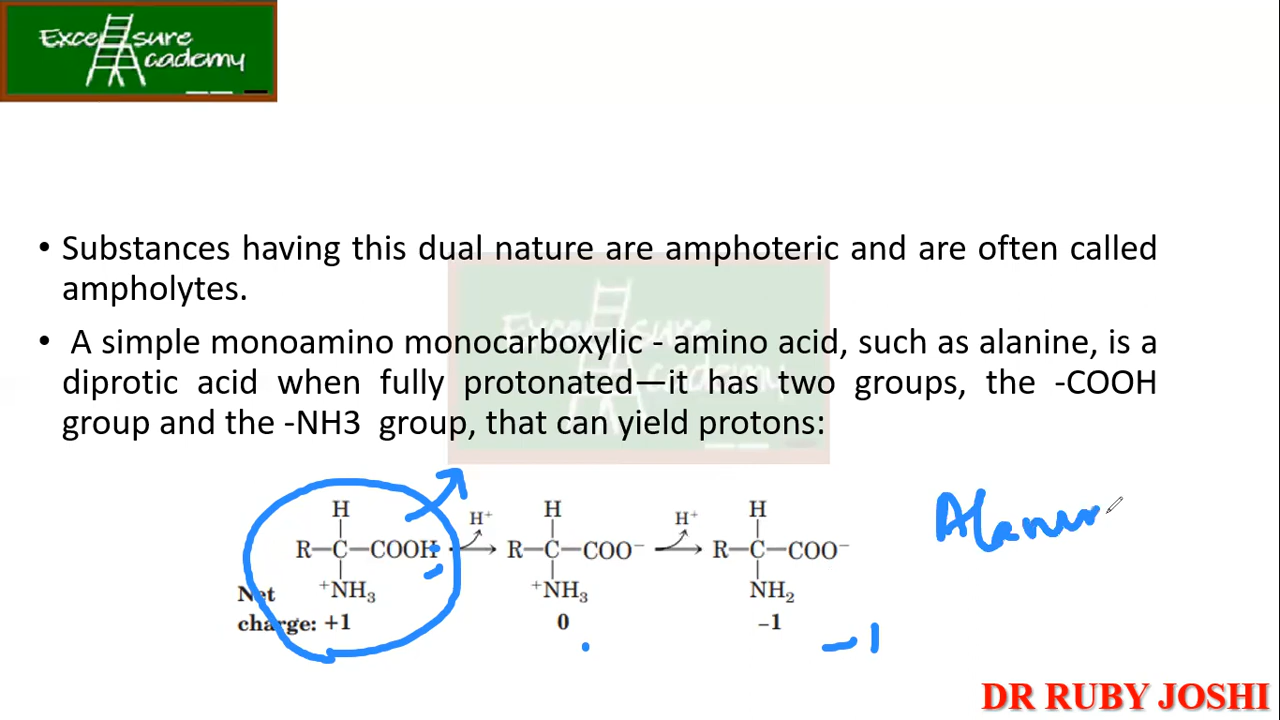 Excel sure
Academy
• Substances having this dual nature are amphoteric and are often called
ampholytes.
• A simple monoamino monocarboxylic - amino acid, such as alanine, is a
diprotic acid when fully protonated—it has two groups, the -COOH
group and the -NH3 group, that can yield protons:
H H⁺ H H⁺ H
R—C—COOH R—C—COO⁻ R—C—COO⁻
⁺NH₃ ⁺NH₃ NH₂
Net
charge: +1 0 –1
–1
DR RUBY JOSHI